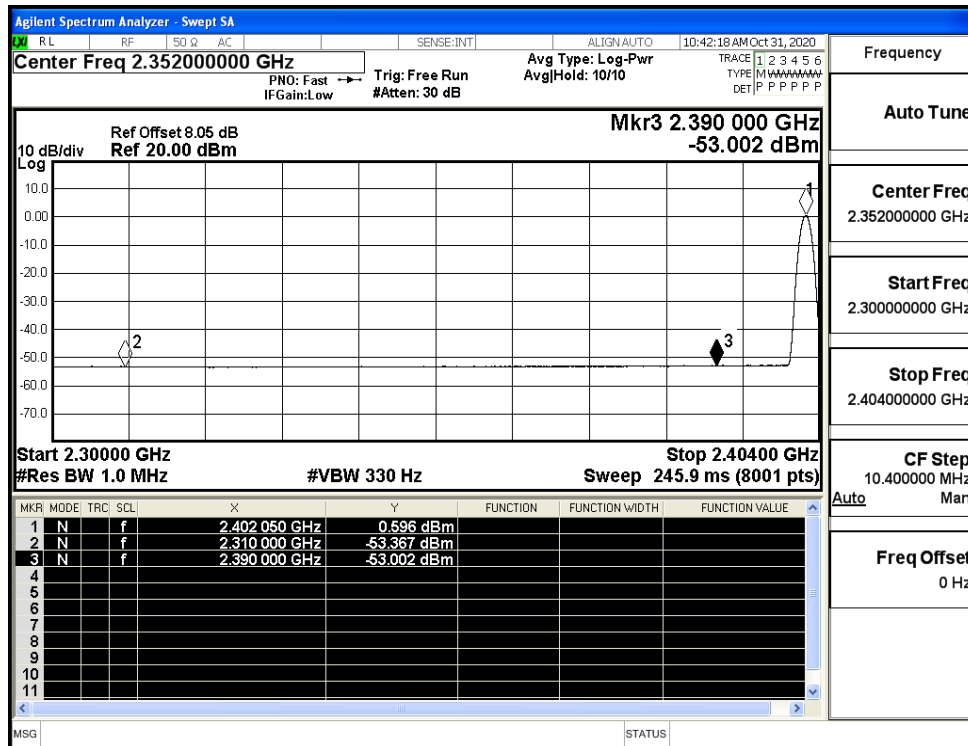 Agilent Spectrum Analyzer - Swept SA
LXI RL RF 50 Ω AC SENSE:INT ALIGN AUTO 10:42:18 AM Oct 31, 2020
Center Freq 2.352000000 GHz
PNO: Fast
IFGain:Low
Trig: Free Run
#Atten: 30 dB
Avg Type: Log-Pwr
Avg|Hold: 10/10
TRACE 1 2 3 4 5 6
TYPE M W W W W W
DET P P P P P P
Mkr3 2.390 000 GHz
-53.002 dBm
Ref Offset 8.05 dB
10 dB/div Ref 20.00 dBm
Log
10.0
0.00
-10.0
-20.0
-30.0
-40.0
-50.0
-60.0
-70.0
1
2
3
Start 2.30000 GHz Stop 2.40400 GHz
#Res BW 1.0 MHz #VBW 330 Hz Sweep 245.9 ms (8001 pts)
MKR MODE TRC SCL X Y FUNCTION FUNCTION WIDTH FUNCTION VALUE
1 N f 2.402 050 GHz 0.596 dBm
2 N f 2.310 000 GHz -53.367 dBm
3 N f 2.390 000 GHz -53.002 dBm
4
5
6
7
8
9
10
11
MSG STATUS
Frequency
Auto Tune
Center Freq
2.352000000 GHz
Start Freq
2.300000000 GHz
Stop Freq
2.404000000 GHz
CF Step
10.400000 MHz
Auto Man
Freq Offset
0 Hz